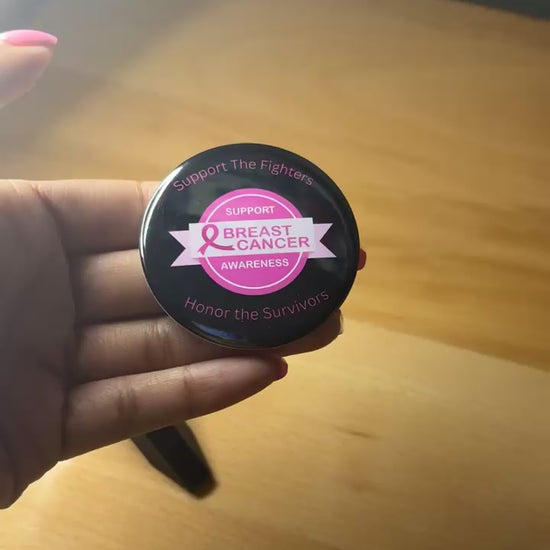 Support The Fighters
SUPPORT
BREAST
CANCER
AWARENESS
Honor the Survivors